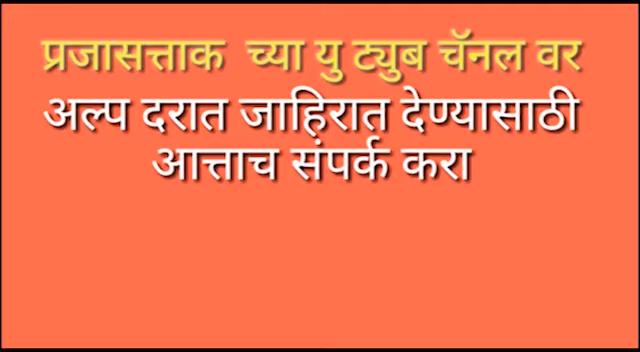 प्रजासत्ताक च्या यु ट्युब चॅनल वर
अल्प दरात जाहिरात देण्यासाठी
आत्ताच संपर्क करा